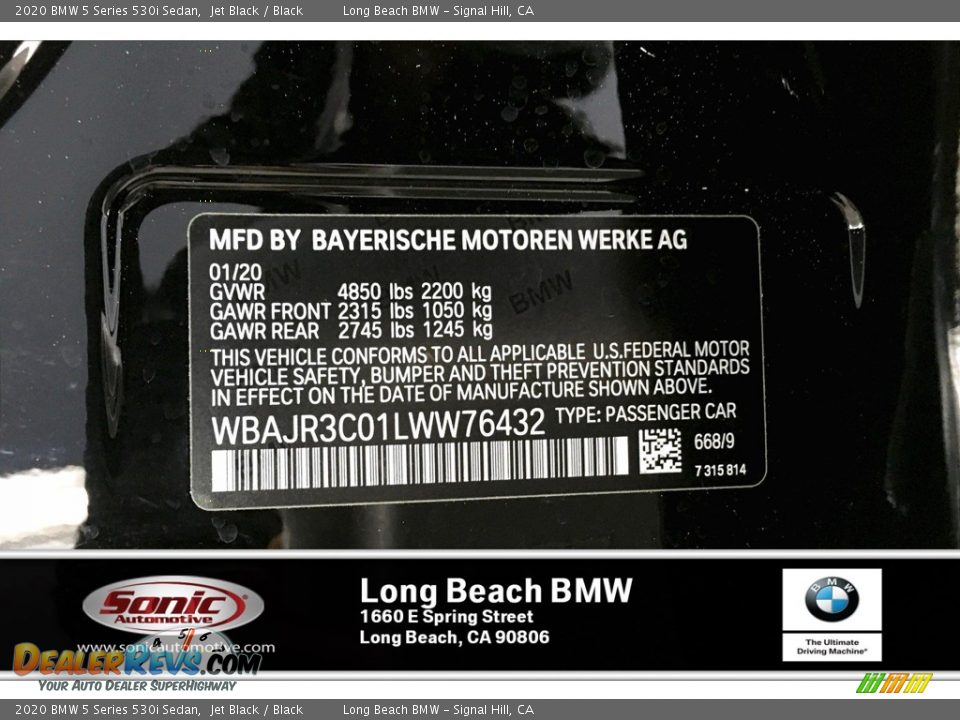 2020 BMW 5 Series 530i Sedan, Jet Black / Black Long Beach BMW - Signal Hill, CA
MFD BY BAYERISCHE MOTOREN WERKE AG
01/20
GVWR 4850 lbs 2200 kg
GAWR FRONT 2315 lbs 1050 kg
GAWR REAR 2745 lbs 1245 kg
THIS VEHICLE CONFORMS TO ALL APPLICABLE U.S.FEDERAL MOTOR
VEHICLE SAFETY, BUMPER AND THEFT PREVENTION STANDARDS
IN EFFECT ON THE DATE OF MANUFACTURE SHOWN ABOVE.
WBAJR3C01LWW76432 TYPE: PASSENGER CAR
668/9
7 315 814
BMW
Sonic
Automotive
www.sonicautomotive.com
Long Beach BMW
1660 E Spring Street
Long Beach, CA 90806
BMW
The Ultimate
Driving Machine®
4 5 6
DealerRevs.com
Your Auto Dealer SuperHighway
2020 BMW 5 Series 530i Sedan, Jet Black / Black Long Beach BMW - Signal Hill, CA